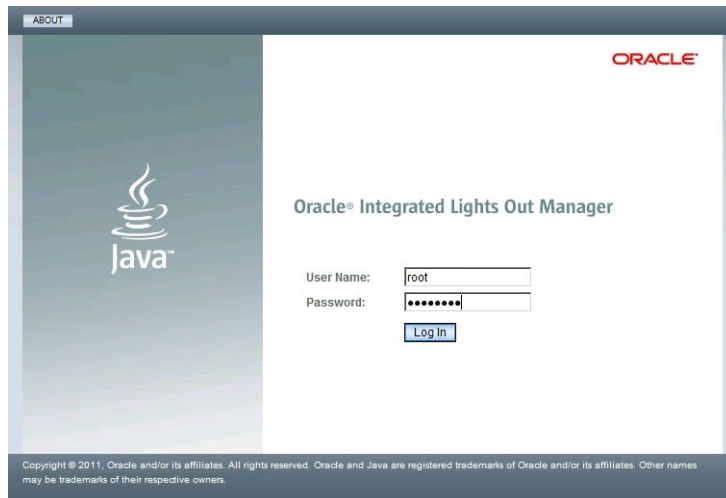 ABOUT
ORACLE®
Java™
Oracle® Integrated Lights Out Manager
User Name: root
Password: ●●●●●●●●
Log In
Copyright © 2011, Oracle and/or its affiliates. All rights reserved. Oracle and Java are registered trademarks of Oracle and/or its affiliates. Other names
may be trademarks of their respective owners.